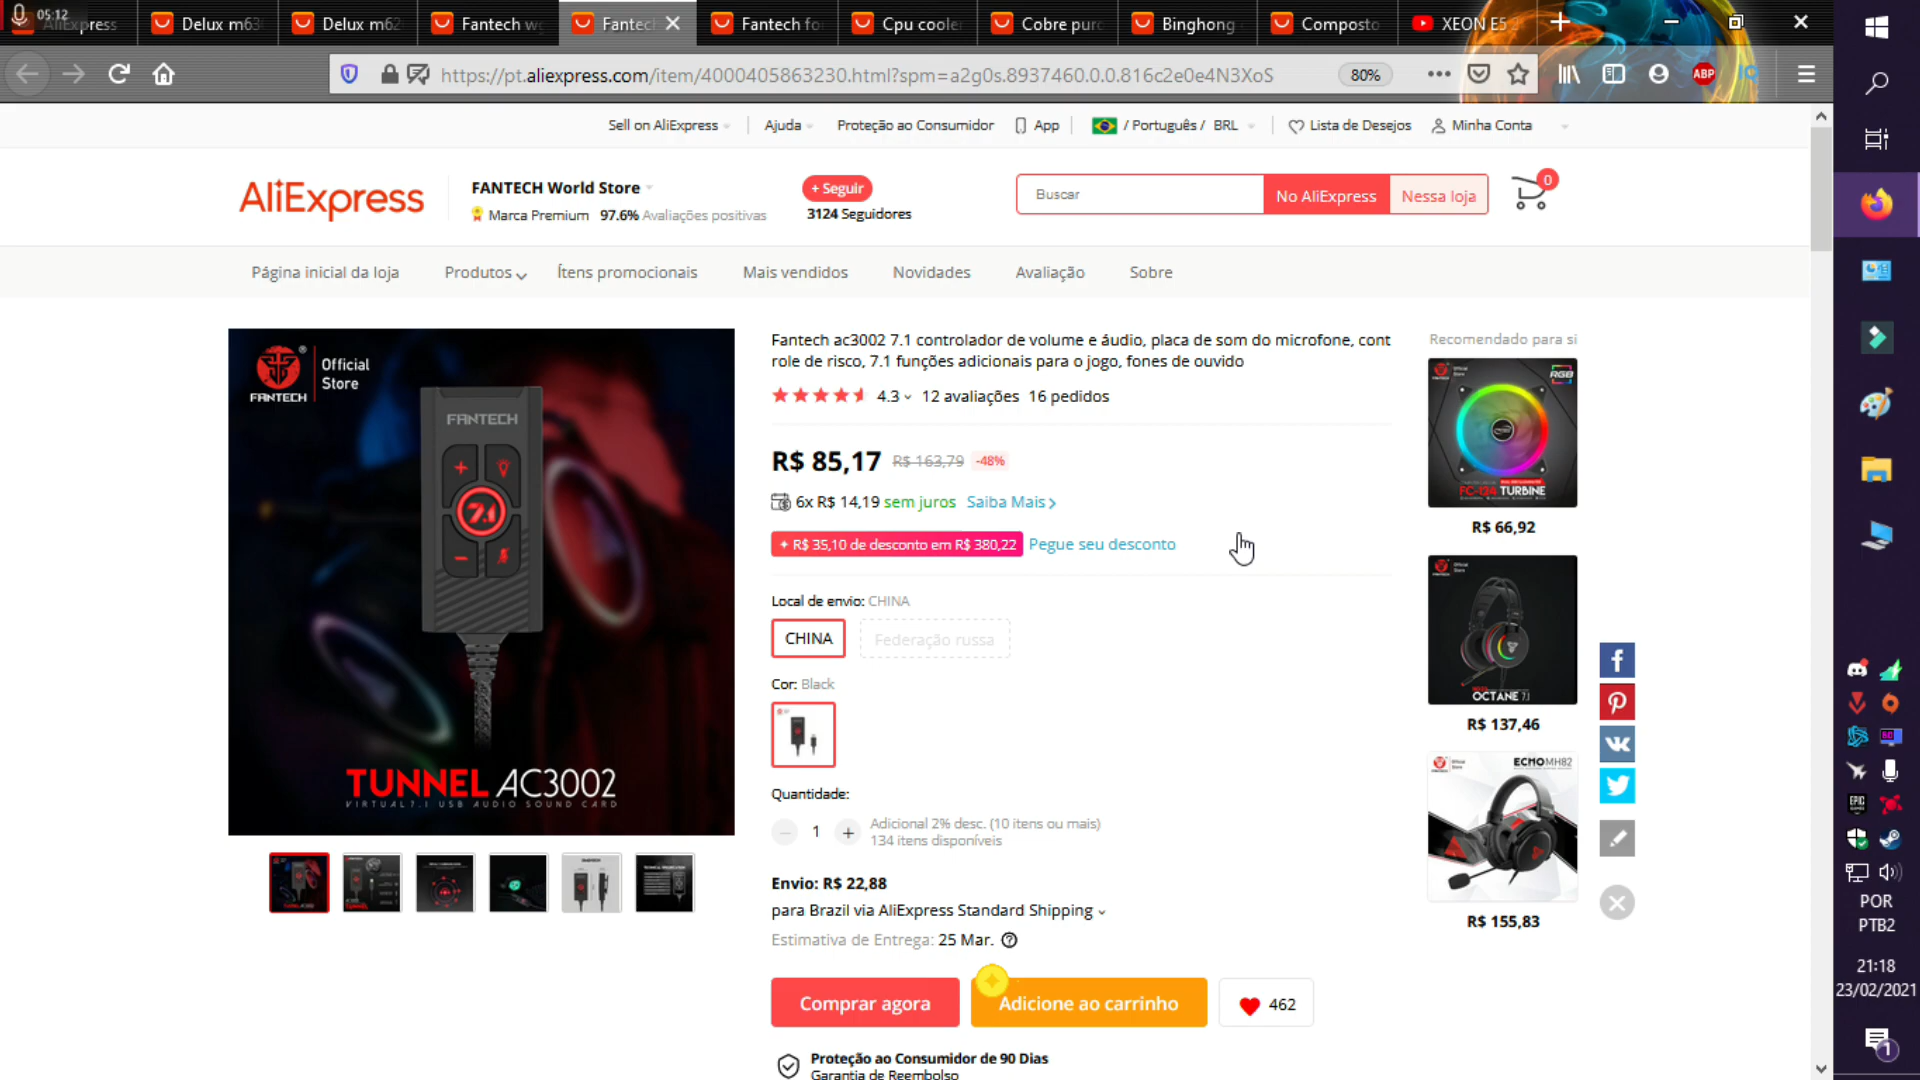 05:12
AliExpress
Delux m63
Delux m62
Fantech w
Fantec
Fantech fo
Cpu cooler
Cobre purc
Binghong
Composto
XEON E5 2
https://pt.aliexpress.com/item/4000405863230.html?spm=a2g0s.8937460.0.0.816c2e0e4N3XoS
80%
ABP
Sell on AliExpress
Ajuda
Proteção ao Consumidor
App
/ Português / BRL
Lista de Desejos
Minha Conta
AliExpress
FANTECH World Store
Marca Premium 97.6% Avaliações positivas
+ Seguir
3124 Seguidores
Buscar
No AliExpress
Nessa loja
0
Página inicial da loja
Produtos
Ítens promocionais
Mais vendidos
Novidades
Avaliação
Sobre
FANTECH
Official
Store
FANTECH
7.1
TUNNEL AC3002
VIRTUAL 7.1 USB AUDIO SOUND CARD
Fantech ac3002 7.1 controlador de volume e áudio, placa de som do microfone, cont
role de risco, 7.1 funções adicionais para o jogo, fones de ouvido
4.3 12 avaliações 16 pedidos
R$ 85,17 R$ 163,79 -48%
6x R$ 14,19 sem juros Saiba Mais
R$ 35,10 de desconto em R$ 380,22 Pegue seu desconto
Local de envio: CHINA
CHINA
Federação russa
Cor: Black
Quantidade:
1
Adicional 2% desc. (10 itens ou mais)
134 itens disponíveis
Envio: R$ 22,88
para Brazil via AliExpress Standard Shipping
Estimativa de Entrega: 25 Mar.
Comprar agora
Adicione ao carrinho
462
Proteção ao Consumidor de 90 Dias
Garantia de Reembolso
Recomendado para si
RGB
FC-124 TURBINE
R$ 66,92
OCTANE 7.1
R$ 137,46
ECHO MH82
R$ 155,83
EPIC
POR
PTB2
21:18
23/02/2021
1